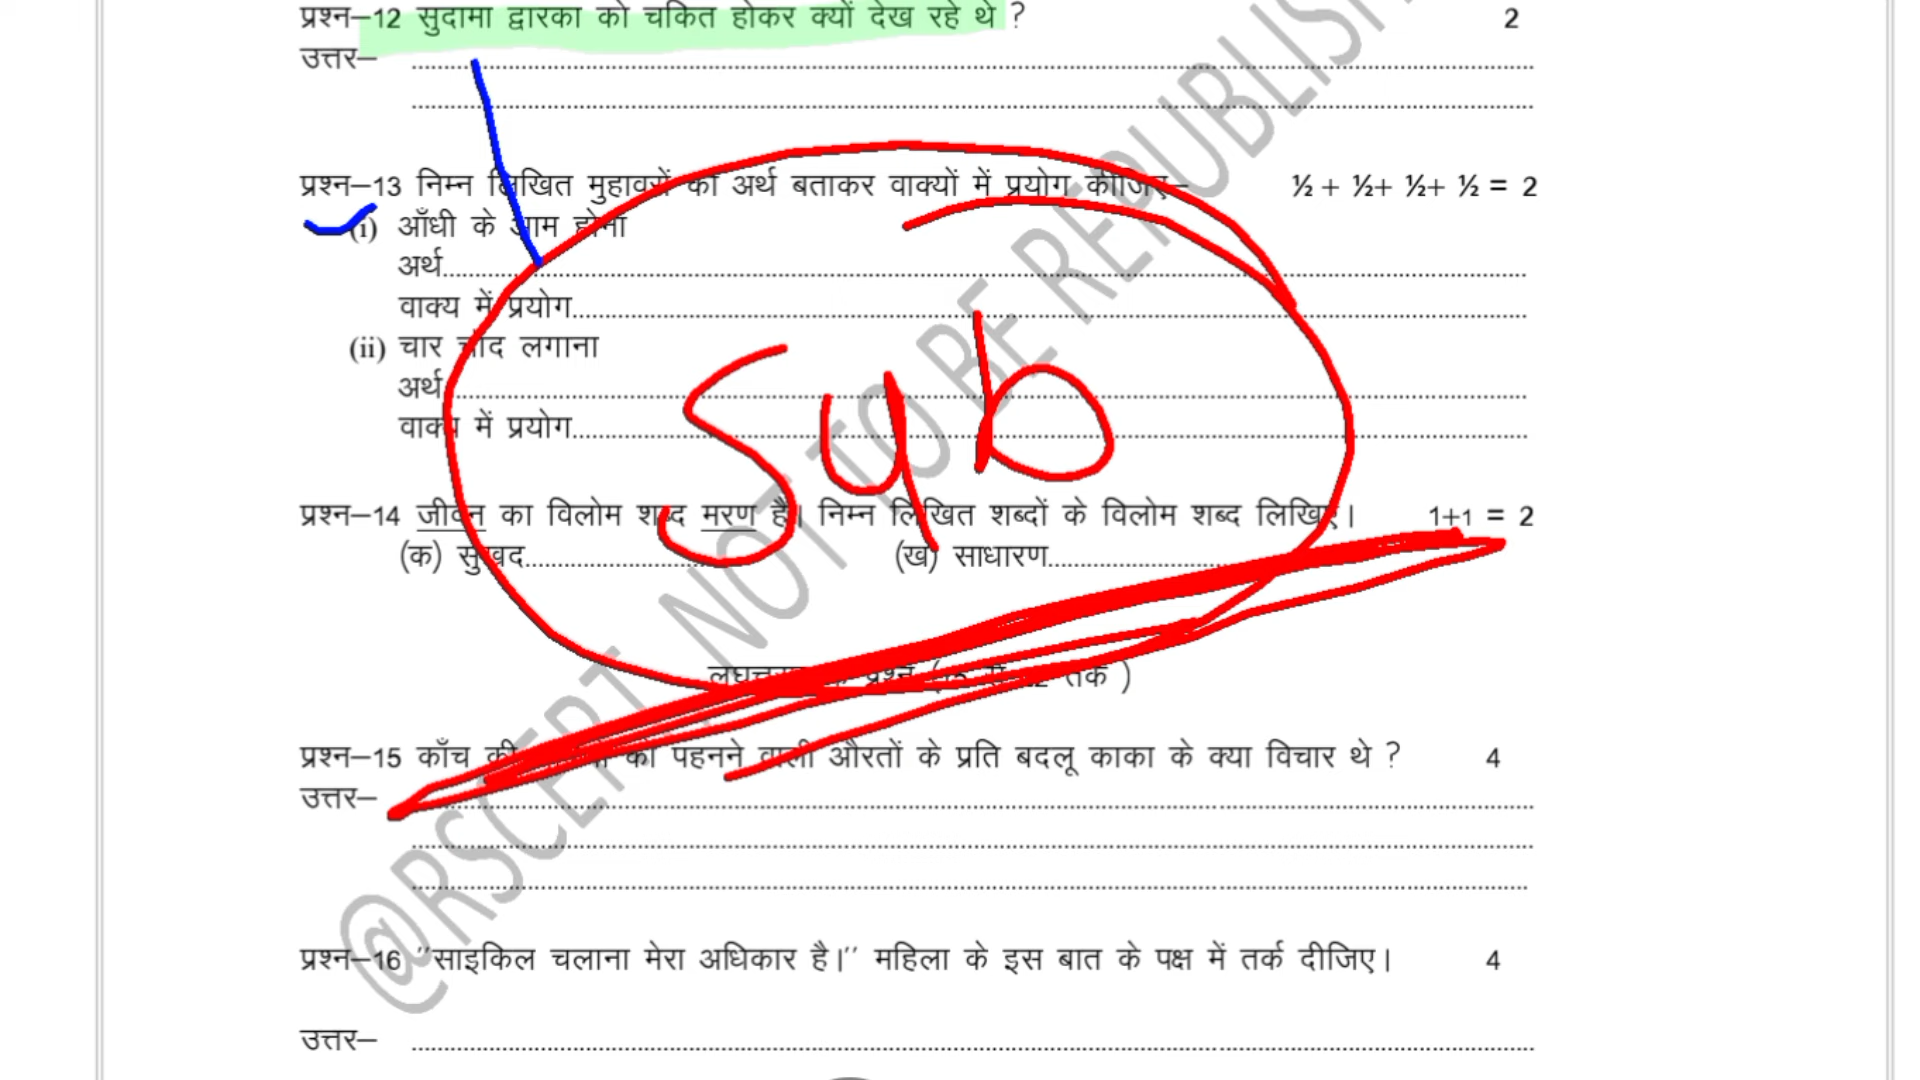 प्रश्न–12 सुदामा द्वारका को चकित होकर क्यों देख रहे थे ? 2
उत्तर–
प्रश्न–13 निम्न लिखित मुहावरों का अर्थ बताकर वाक्यों में प्रयोग कीजिए– ½ + ½+ ½+ ½ = 2
(i) आँधी के आम होना
अर्थ
वाक्य में प्रयोग
(ii) चार चाँद लगाना
अर्थ
वाक्य में प्रयोग
Sub
प्रश्न–14 जीवन का विलोम शब्द मरण है। निम्न लिखित शब्दों के विलोम शब्द लिखिए। 1+1 = 2
(क) सुखद (ख) साधारण
प्रश्न तक )
प्रश्न–15 काँच की को पहनने वाली औरतों के प्रति बदलू काका के क्या विचार थे ? 4
उत्तर–
प्रश्न–16 ''साइकिल चलाना मेरा अधिकार है।'' महिला के इस बात के पक्ष में तर्क दीजिए। 4
उत्तर–
@RSCERT NOT TO BE REPUBLISH